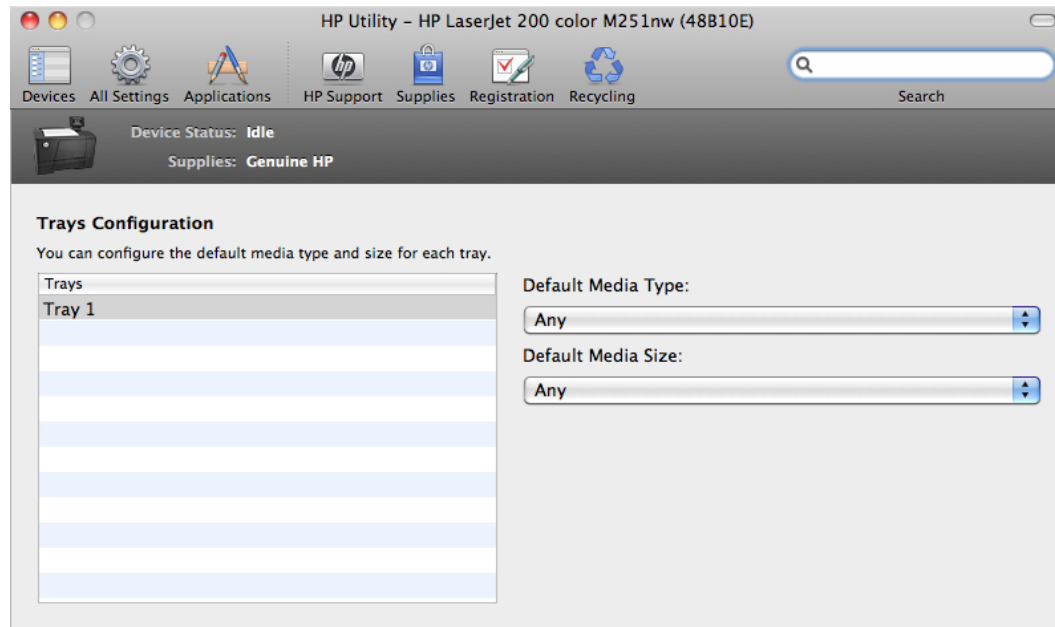 HP Utility – HP LaserJet 200 color M251nw (48B10E)
Devices All Settings Applications HP Support Supplies Registration Recycling Search
Device Status: Idle
Supplies: Genuine HP
Trays Configuration
You can configure the default media type and size for each tray.
Trays
Tray 1
Default Media Type:
Any
Default Media Size:
Any